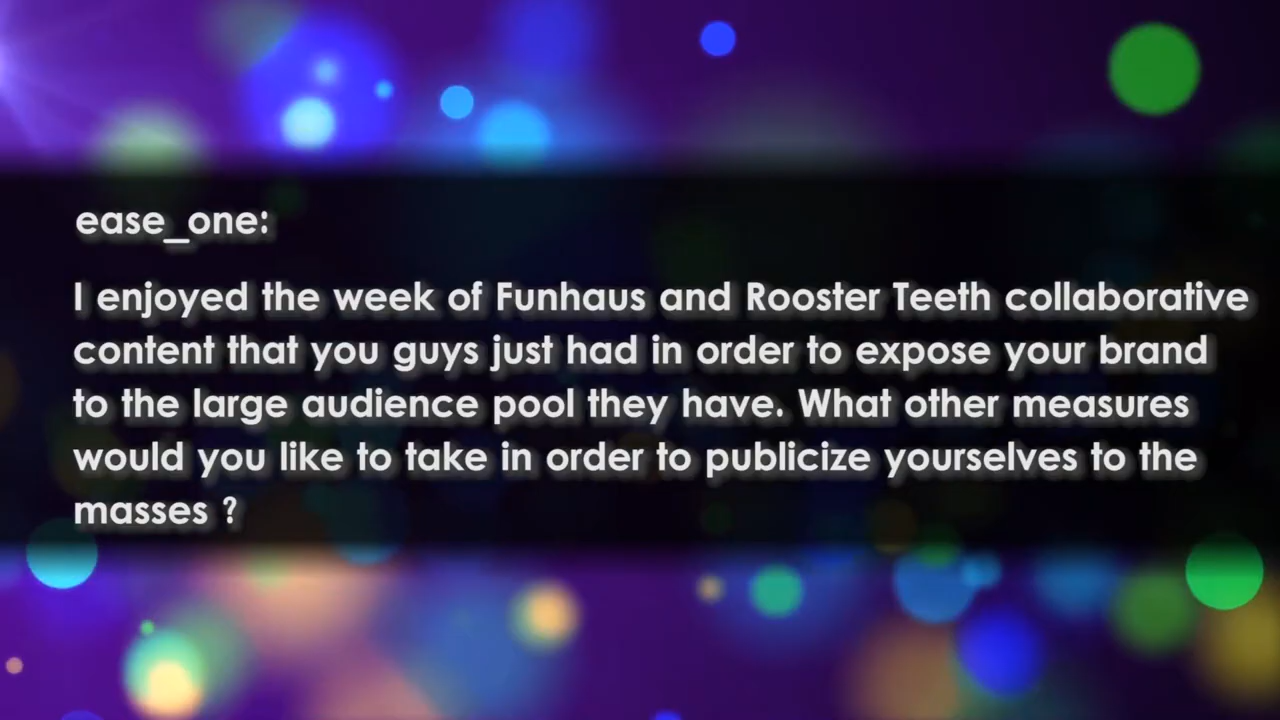 ease_one:
I enjoyed the week of Funhaus and Rooster Teeth collaborative
content that you guys just had in order to expose your brand
to the large audience pool they have. What other measures
would you like to take in order to publicize yourselves to the
masses ?